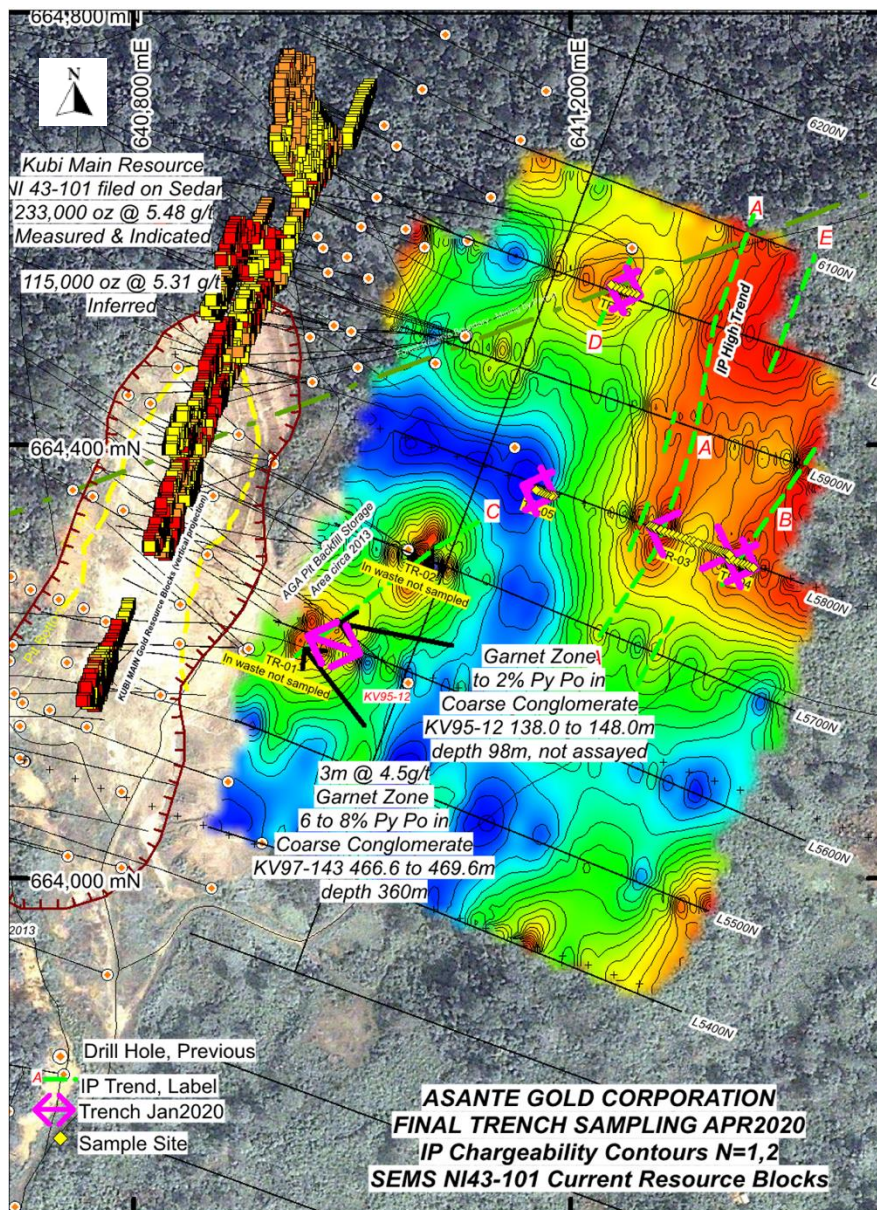 664,800 mN
640,800 mE
641,200 mE
N
6200N
Kubi Main Resource
NI 43-101 filed on Sedar
233,000 oz @ 5.48 g/t
Measured & Indicated
115,000 oz @ 5.31 g/t
Inferred
A
E
6100N
IP High Trend
D
664,400 mN
A
L5900N
C
B
TR-03
L5800N
AGA Pit Backfill Storage
Area circa 2013
TR-02
In waste not sampled
KUBI MAIN Gold Resource Blocks (vertical projection)
TR-01
In waste not sampled
KV95-12
Garnet Zone
to 2% Py Po in
Coarse Conglomerate
KV95-12 138.0 to 148.0m
depth 98m, not assayed
L5700N
3m @ 4.5g/t
Garnet Zone
6 to 8% Py Po in
Coarse Conglomerate
KV97-143 466.6 to 469.6m
depth 360m
L5600N
664,000 mN
L5500N
2013
L5400N
Drill Hole, Previous
A
IP Trend, Label
Trench Jan2020
Sample Site
ASANTE GOLD CORPORATION
FINAL TRENCH SAMPLING APR2020
IP Chargeability Contours N=1,2
SEMS NI43-101 Current Resource Blocks